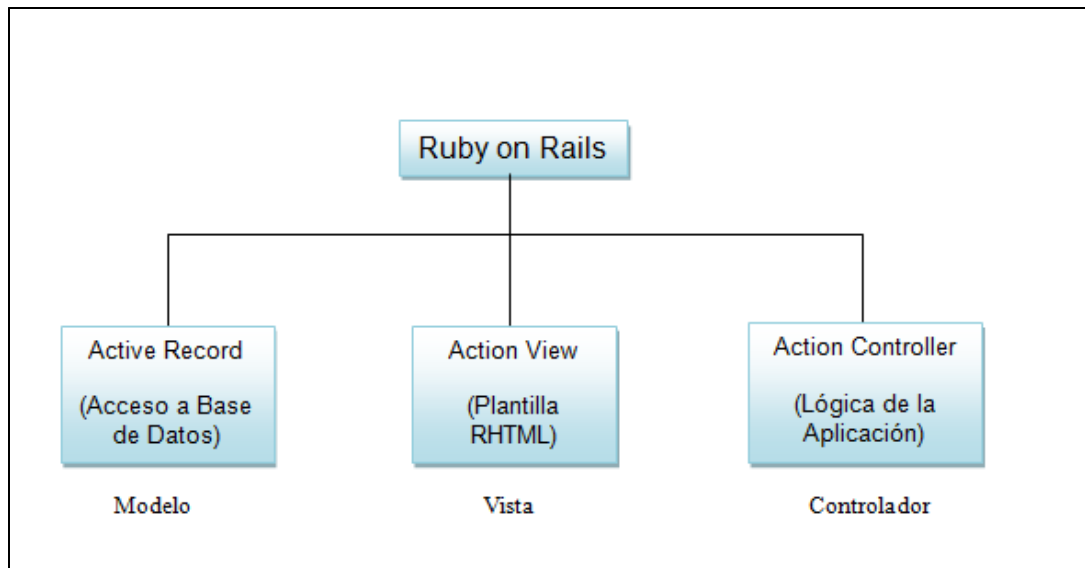 Ruby on Rails
Active Record
(Acceso a Base
de Datos)
Modelo
Action View
(Plantilla
RHTML)
Vista
Action Controller
(Lógica de la
Aplicación)
Controlador